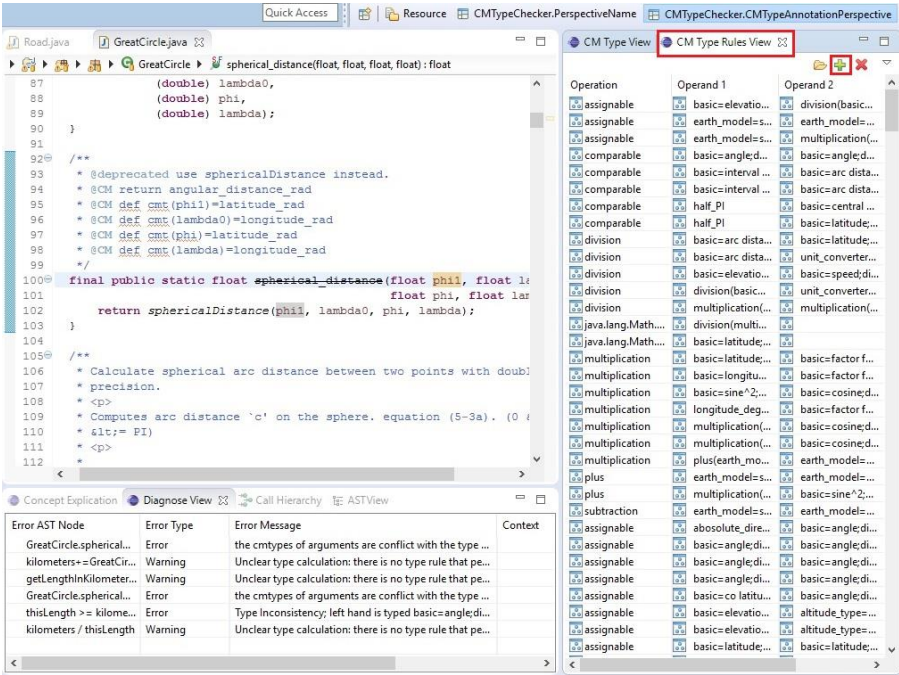 Quick Access
Resource
CMTypeChecker.PerspectiveName
CMTypeChecker.CMTypeAnnotationPerspective
Road.java
GreatCircle.java
GreatCircle
spherical_distance(float, float, float, float) : float
87 (double) lambda0,
88 (double) phi,
89 (double) lambda);
90 }
91
92 /**
93 * @deprecated use sphericalDistance instead.
94 * @CM return angular_distance_rad
95 * @CM def cmt(phi1)=latitude_rad
96 * @CM def cmt(lambda0)=longitude_rad
97 * @CM def cmt(phi)=latitude_rad
98 * @CM def cmt(lambda)=longitude_rad
99 */
100 final public static float spherical_distance(float phi1, float la
101 float phi, float lam
102 return sphericalDistance(phi1, lambda0, phi, lambda);
103 }
104
105 /**
106 * Calculate spherical arc distance between two points with doubl
107 * precision.
108 * <p>
109 * Computes arc distance `c' on the sphere. equation (5-3a). (0 &
110 * &lt;= PI)
111 * <p>
112 *
Concept Explication
Diagnose View
Call Hierarchy
ASTView
Error AST Node Error Type Error Message Context
GreatCircle.spherical... Error the cmtypes of arguments are conflict with the type ...
kilometers+=GreatCir... Warning Unclear type calculation: there is no type rule that pe...
getLengthInKilometer... Warning Unclear type calculation: there is no type rule that pe...
GreatCircle.spherical... Error the cmtypes of arguments are conflict with the type ...
thisLength >= kilome... Error Type Inconsistency; left hand is typed basic=angle;di...
kilometers / thisLength Warning Unclear type calculation: there is no type rule that pe...
CM Type View
CM Type Rules View
Operation Operand 1 Operand 2
assignable basic=elevatio... division(basic...
assignable earth_model=s... earth_model=...
assignable earth_model=s... multiplication(...
comparable basic=angle;d... basic=angle;d...
comparable basic=interval ... basic=arc dista...
comparable basic=interval ... basic=arc dista...
comparable half_PI basic=central ...
comparable half_PI basic=latitude;...
division basic=arc dista... basic=latitude;...
division basic=arc dista... unit_converter...
division basic=elevatio... basic=speed;di...
division division(basic... unit_converter...
division multiplication(... multiplication(...
java.lang.Math.... division(multi...
java.lang.Math.... basic=latitude;...
multiplication basic=latitude;... basic=factor f...
multiplication basic=longitu... basic=factor f...
multiplication basic=sine^2;... basic=cosine;d...
multiplication longitude_deg... basic=factor f...
multiplication multiplication(... basic=cosine;d...
multiplication multiplication(... basic=cosine;d...
multiplication plus(earth_mo... earth_model=...
plus earth_model=s... earth_model=...
plus multiplication(... basic=sine^2;...
subtraction earth_model=s... earth_model=...
assignable abosolute_dire... basic=angle;di...
assignable basic=angle;di... basic=angle;di...
assignable basic=angle;di... basic=angle;di...
assignable basic=angle;di... basic=angle;di...
assignable basic=co latitu... basic=angle;di...
assignable basic=elevatio... altitude_type=...
assignable basic=elevatio... altitude_type=...
assignable basic=latitude;... basic=latitude;...